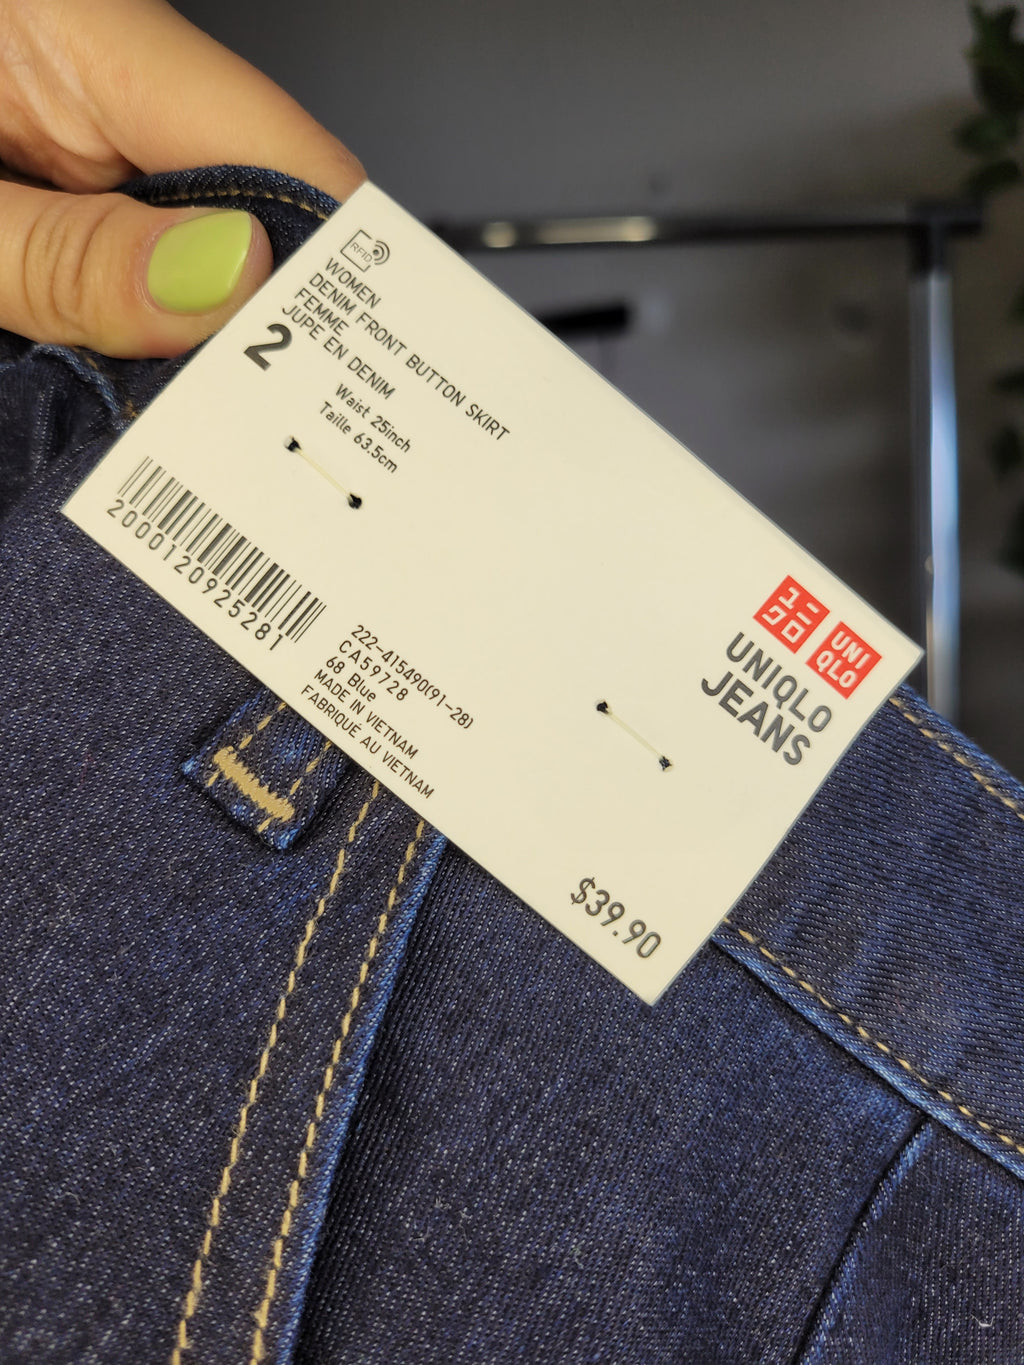 RFID
WOMEN
DENIM FRONT BUTTON SKIRT
FEMME
JUPE EN DENIM
2
Waist 25inch
Taille 63.5cm
2000120925281
222-415490(91-28)
CA59728
68 Blue
MADE IN VIETNAM
FABRIQUÉ AU VIETNAM
ユニ
クロ
UNI
QLO
UNIQLO
JEANS
$39.90